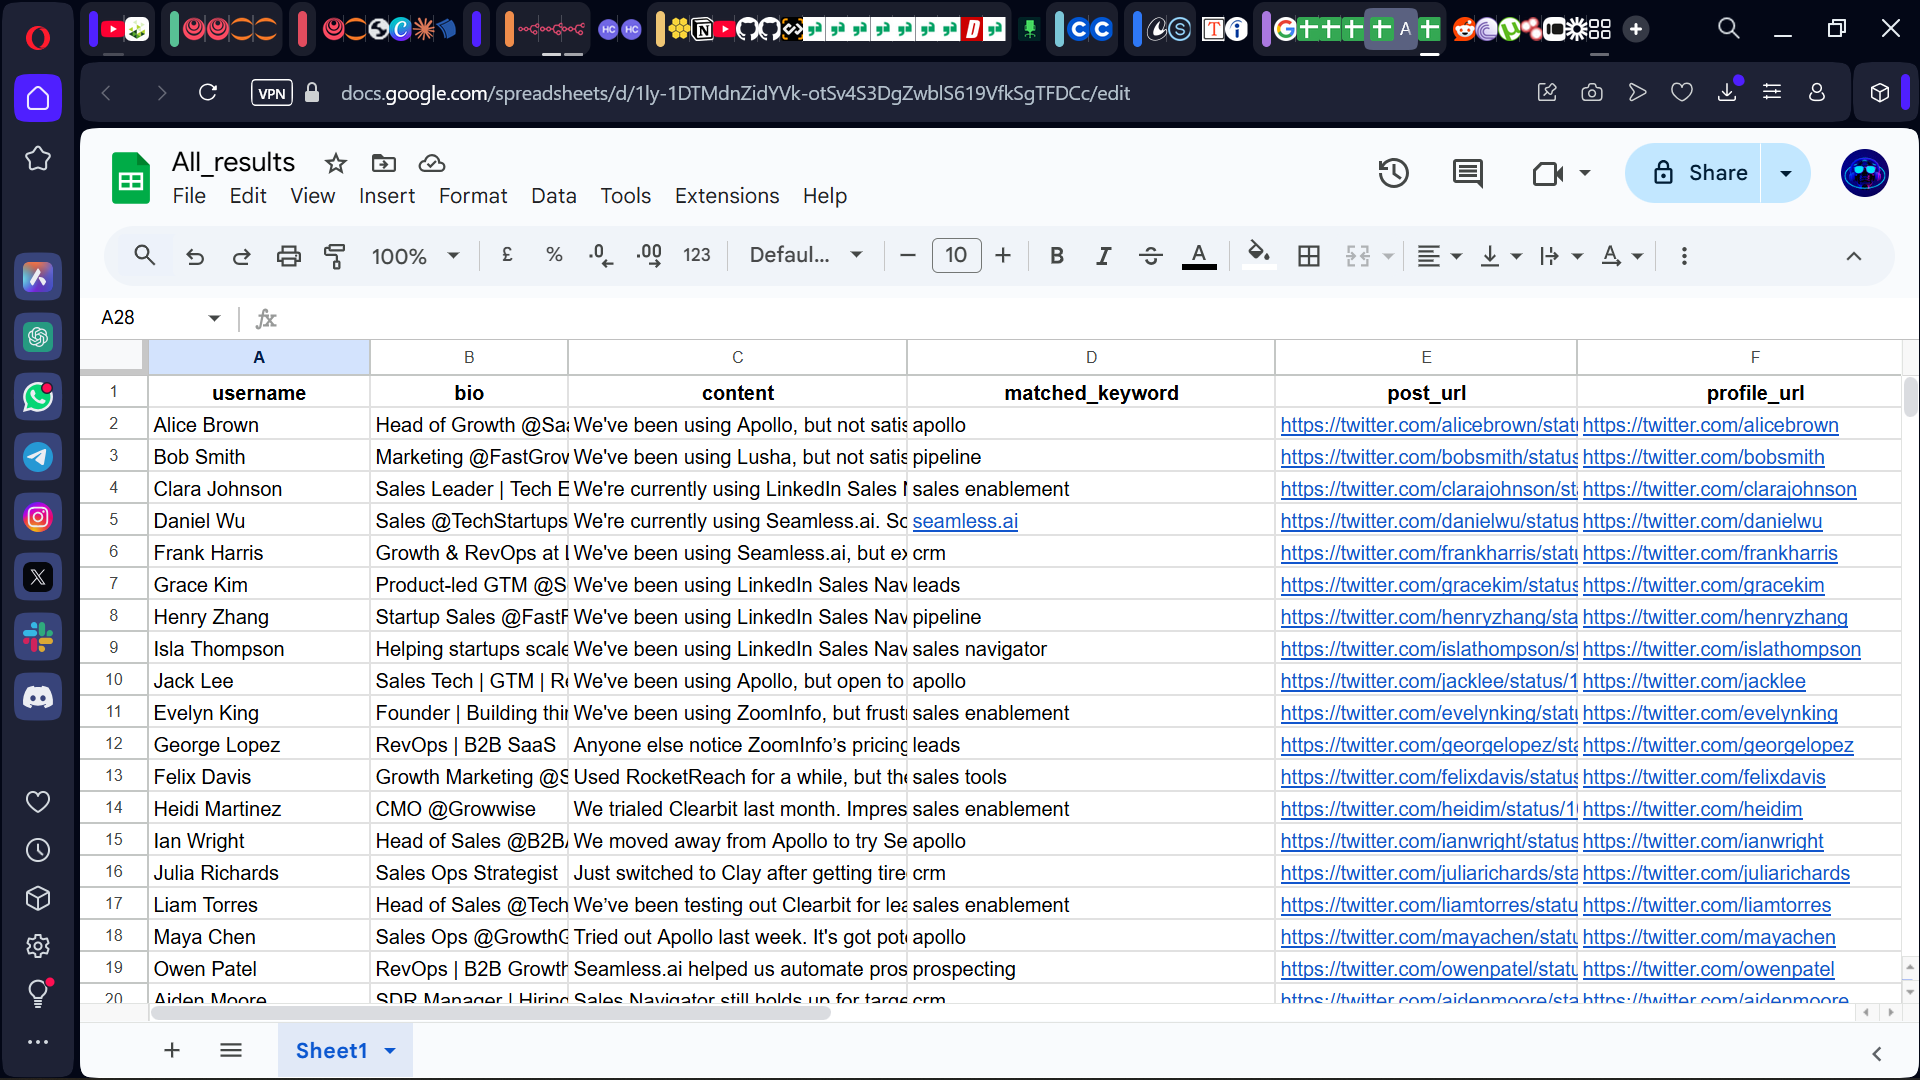 VPN
docs.google.com/spreadsheets/d/1ly-1DTMdnZidYVk-otSv4S3DgZwblS619VfkSgTFDCc/edit
All_results
File Edit View Insert Format Data Tools Extensions Help
Share
100% £ % .0 .00 123 Defaul... 10 B I A
A28 fx
A B C D E F
1 username bio content matched_keyword post_url profile_url
2 Alice Brown Head of Growth @Saa We've been using Apollo, but not satis apollo https://twitter.com/alicebrown/statu https://twitter.com/alicebrown
3 Bob Smith Marketing @FastGrow We've been using Lusha, but not satis pipeline https://twitter.com/bobsmith/status https://twitter.com/bobsmith
4 Clara Johnson Sales Leader | Tech E We're currently using LinkedIn Sales N sales enablement https://twitter.com/clarajohnson/sta https://twitter.com/clarajohnson
5 Daniel Wu Sales @TechStartups We're currently using Seamless.ai. So seamless.ai https://twitter.com/danielwu/status https://twitter.com/danielwu
6 Frank Harris Growth & RevOps at We've been using Seamless.ai, but ex crm https://twitter.com/frankharris/statu https://twitter.com/frankharris
7 Grace Kim Product-led GTM @S We've been using LinkedIn Sales Nav leads https://twitter.com/gracekim/status https://twitter.com/gracekim
8 Henry Zhang Startup Sales @FastF We've been using LinkedIn Sales Nav pipeline https://twitter.com/henryzhang/sta https://twitter.com/henryzhang
9 Isla Thompson Helping startups scale We've been using LinkedIn Sales Nav sales navigator https://twitter.com/islathompson/st https://twitter.com/islathompson
10 Jack Lee Sales Tech | GTM | Re We've been using Apollo, but open to apollo https://twitter.com/jacklee/status/1 https://twitter.com/jacklee
11 Evelyn King Founder | Building thin We've been using ZoomInfo, but frust sales enablement https://twitter.com/evelynking/statu https://twitter.com/evelynking
12 George Lopez RevOps | B2B SaaS Anyone else notice ZoomInfo’s pricing leads https://twitter.com/georgelopez/sta https://twitter.com/georgelopez
13 Felix Davis Growth Marketing @S Used RocketReach for a while, but the sales tools https://twitter.com/felixdavis/status https://twitter.com/felixdavis
14 Heidi Martinez CMO @Growwise We trialed Clearbit last month. Impres sales enablement https://twitter.com/heidim/status/1 https://twitter.com/heidim
15 Ian Wright Head of Sales @B2B We moved away from Apollo to try Se apollo https://twitter.com/ianwright/status https://twitter.com/ianwright
16 Julia Richards Sales Ops Strategist Just switched to Clay after getting tire crm https://twitter.com/juliarichards/sta https://twitter.com/juliarichards
17 Liam Torres Head of Sales @Tech We’ve been testing out Clearbit for lea sales enablement https://twitter.com/liamtorres/statu https://twitter.com/liamtorres
18 Maya Chen Sales Ops @GrowthG Tried out Apollo last week. It's got pot apollo https://twitter.com/mayachen/statu https://twitter.com/mayachen
19 Owen Patel RevOps | B2B Growth Seamless.ai helped us automate pros prospecting https://twitter.com/owenpatel/statu https://twitter.com/owenpatel
20 Aiden Moore SDR Manager | Hiring Sales Navigator still holds up for targe crm https://twitter.com/aidenmoore/sta https://twitter.com/aidenmoore
Sheet1